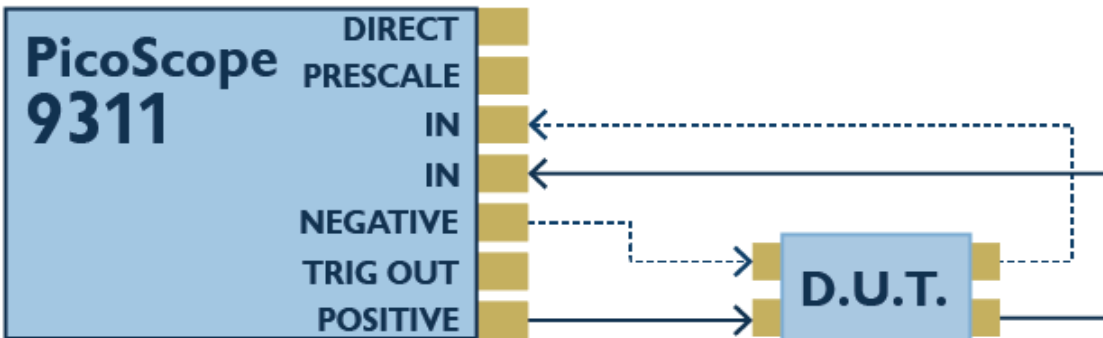 PicoScope
9311
DIRECT
PRESCALE
IN
IN
NEGATIVE
TRIG OUT
POSITIVE
D.U.T.